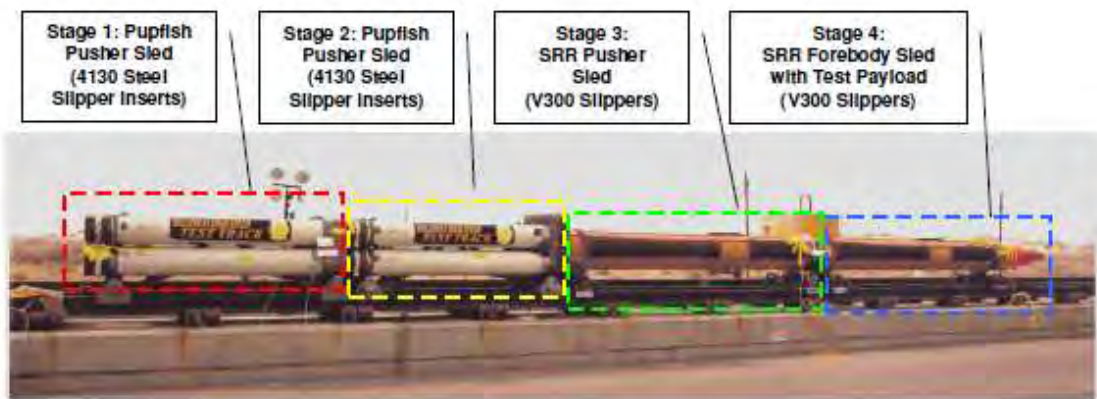 Stage 1: Pupfish
Pusher Sled
(4130 Steel
Slipper Inserts)
Stage 2: Pupfish
Pusher Sled
(4130 Steel
Slipper Inserts)
Stage 3:
SRR Pusher
Sled
(V300 Slippers)
Stage 4:
SRR Forebody Sled
with Test Payload
(V300 Slippers)
TEST TRACK
TEST TRACK